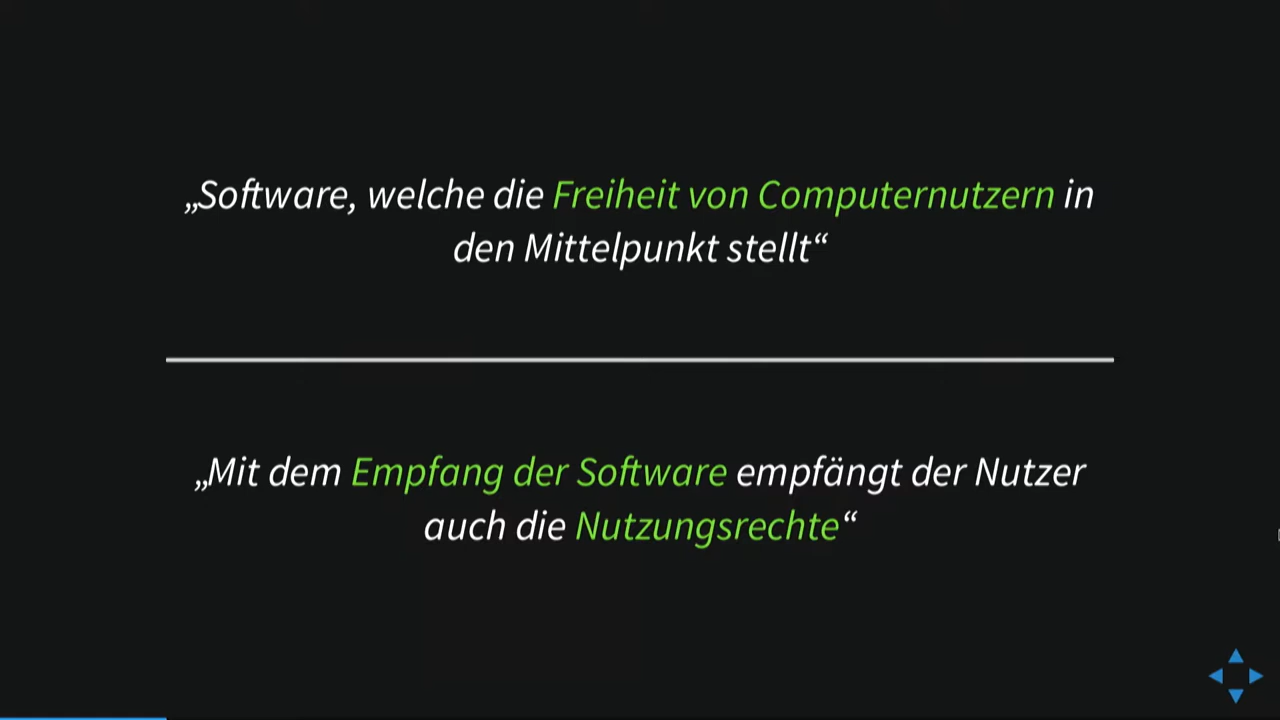 „Software, welche die Freiheit von Computernutzern in
den Mittelpunkt stellt“
„Mit dem Empfang der Software empfängt der Nutzer
auch die Nutzungsrechte“